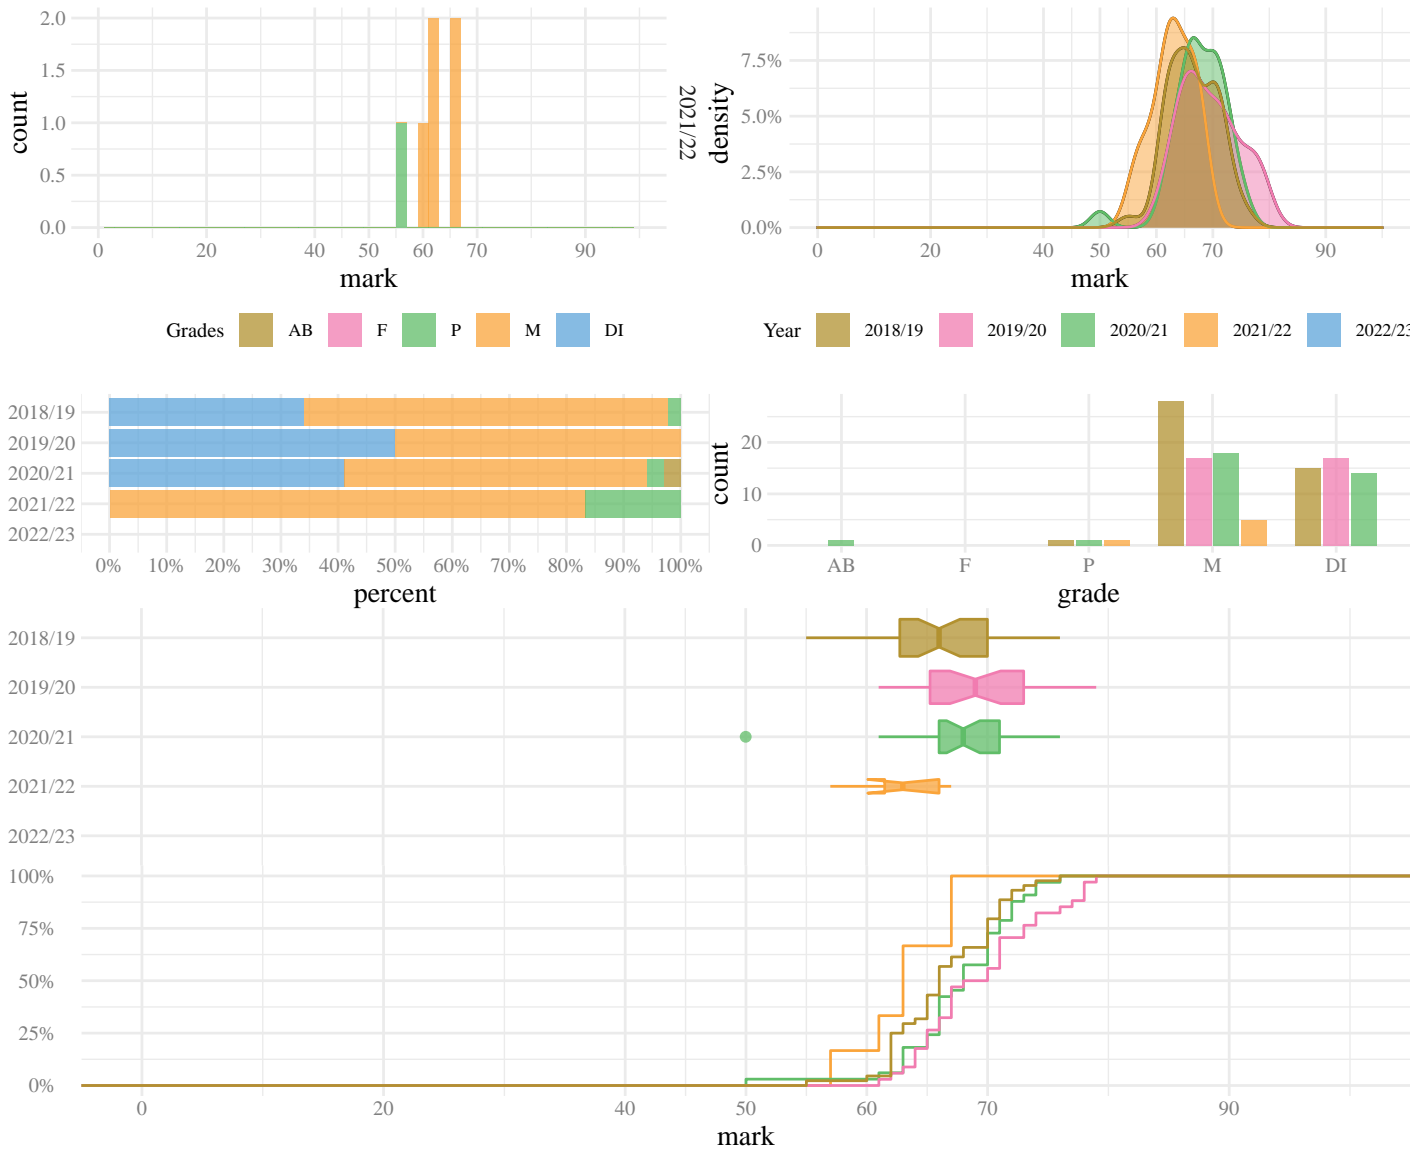 2.0
1.5
1.0
0.5
0.0
count
0 20 40 50 60 70 90
mark
2021/22
7.5%
5.0%
2.5%
0.0%
density
0 20 40 50 60 70 90
mark
Grades AB F P M DI
Year 2018/19 2019/20 2020/21 2021/22 2022/23
2018/19
2019/20
2020/21
2021/22
2022/23
0% 10% 20% 30% 40% 50% 60% 70% 80% 90% 100%
percent
20
10
0
count
AB F P M DI
grade
2018/19
2019/20
2020/21
2021/22
2022/23
100%
75%
50%
25%
0%
0 20 40 50 60 70 90
mark